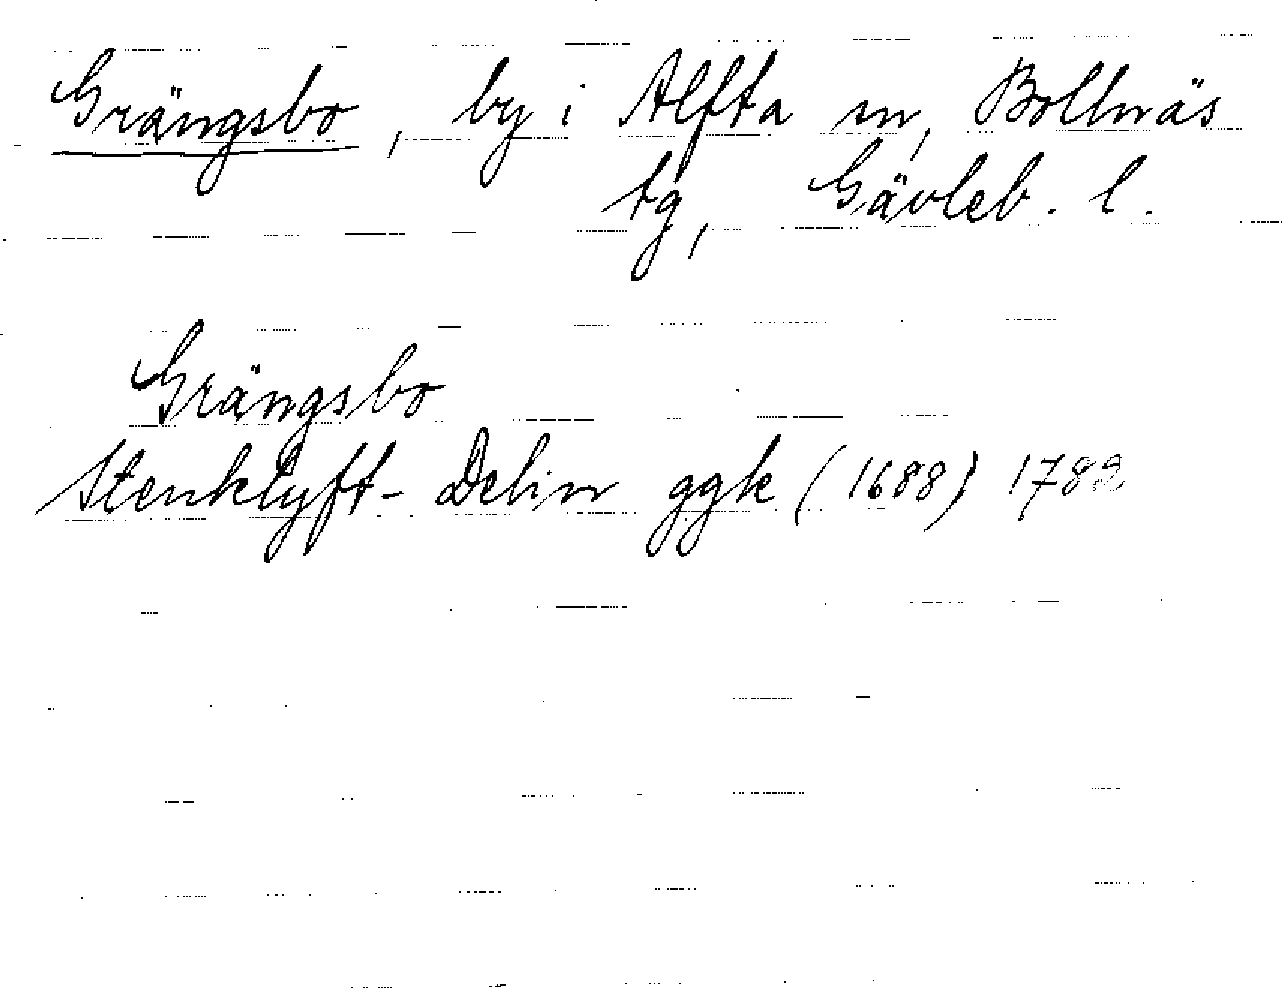 Grängsbo, by i Alfta sn, Bollnäs
tg, Gävleb. l.
Grängsbo
Stenklyft- Delin ggk (1688) 1788